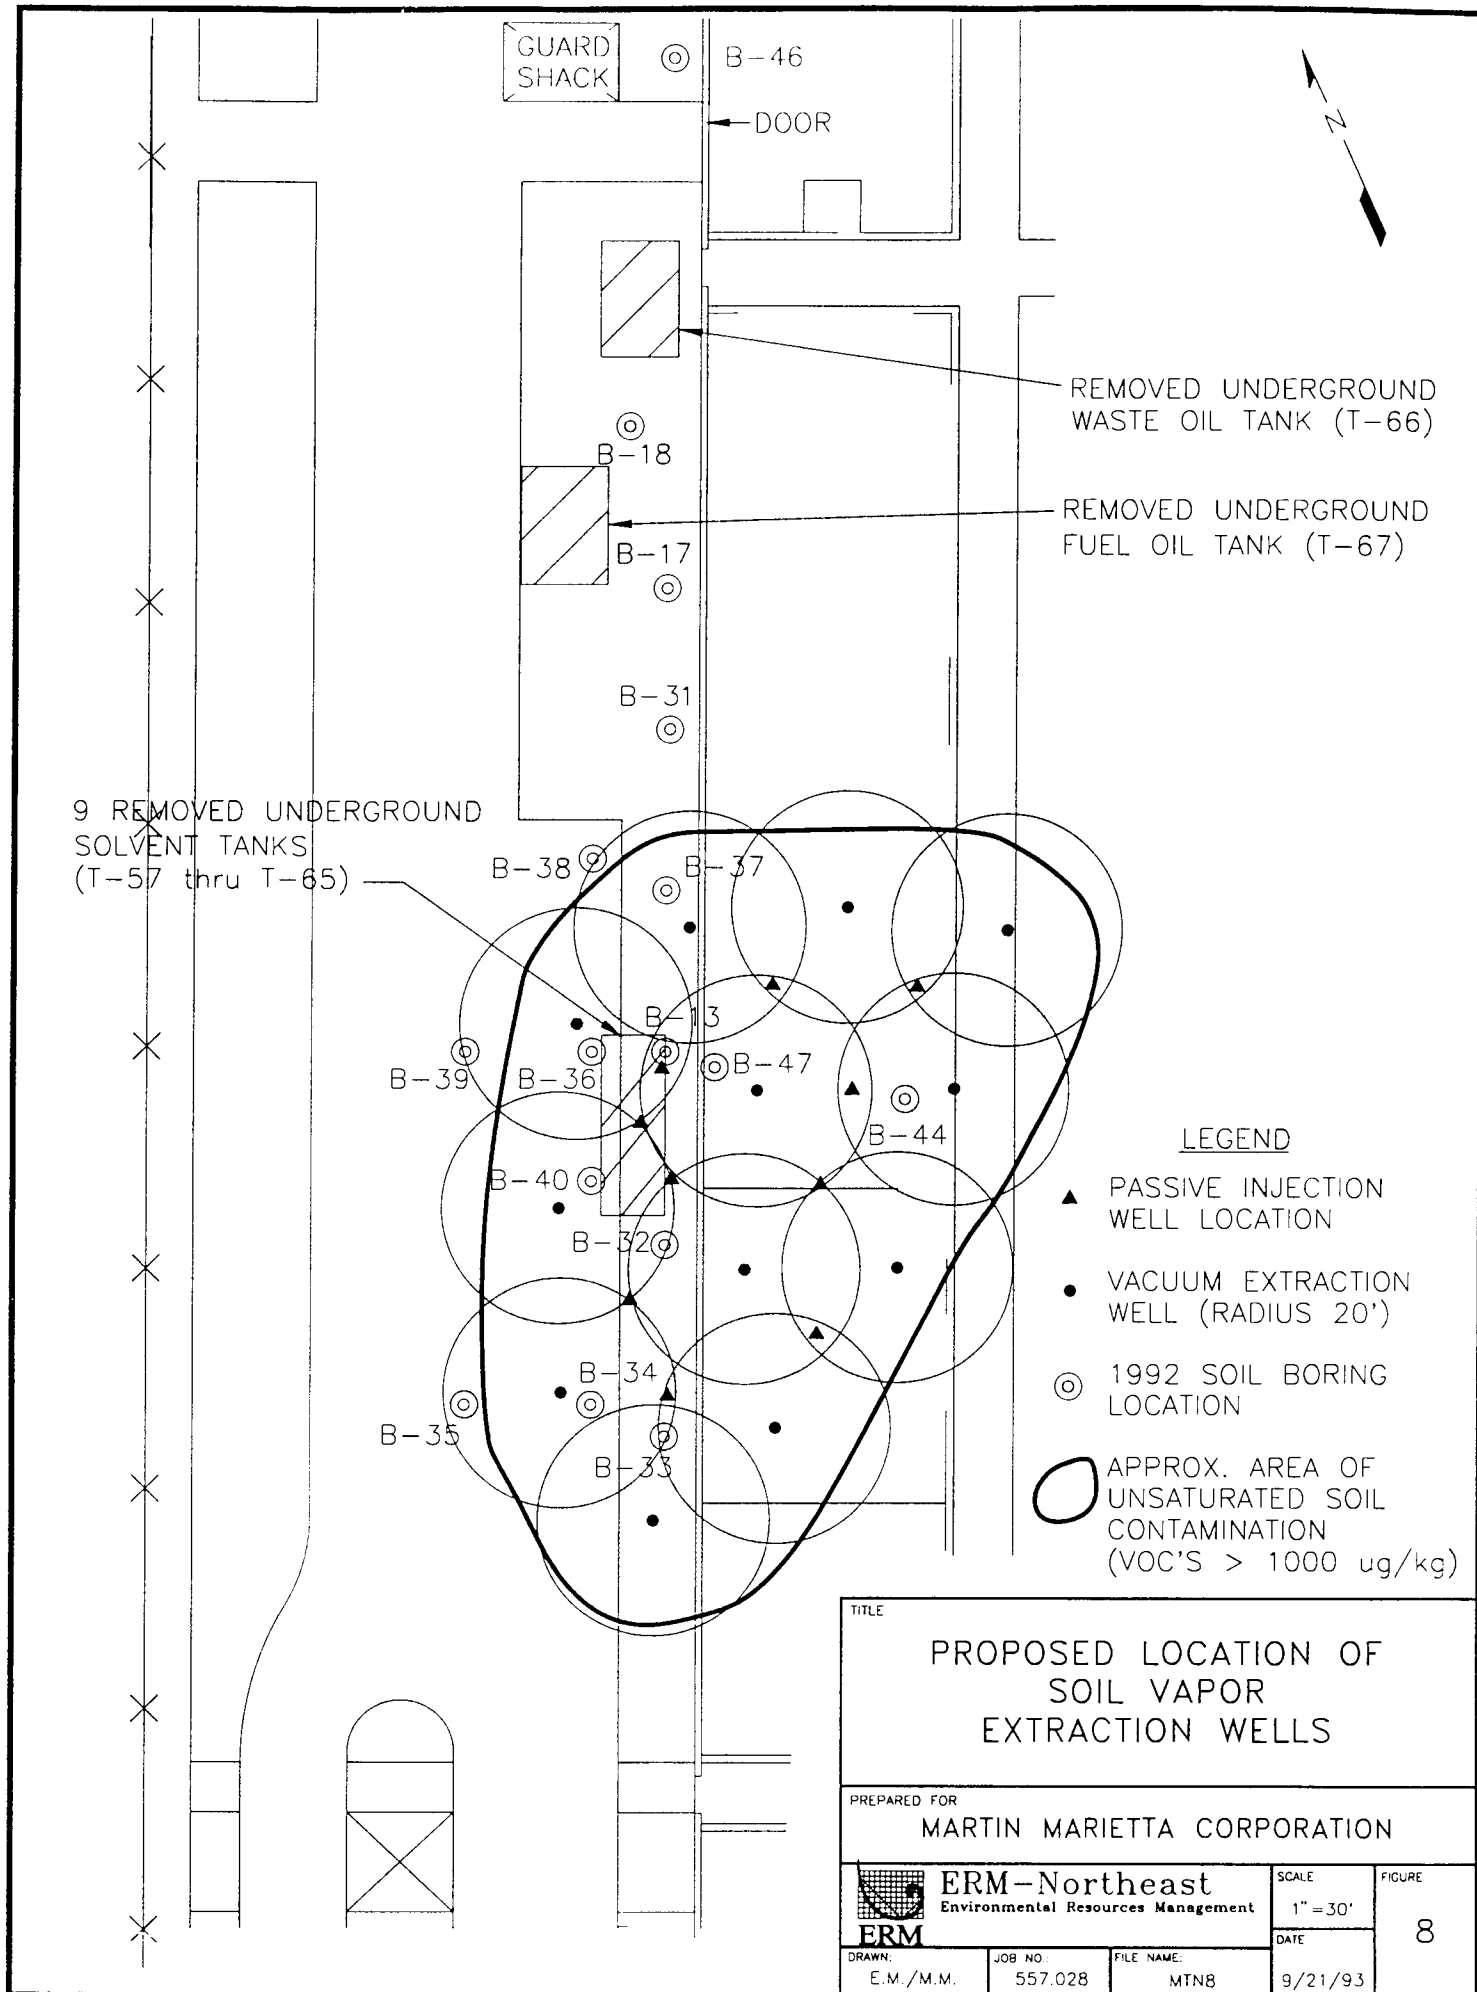 GUARD
SHACK
B-46
DOOR
N
REMOVED UNDERGROUND
WASTE OIL TANK (T-66)
B-18
REMOVED UNDERGROUND
FUEL OIL TANK (T-67)
B-17
B-31
9 REMOVED UNDERGROUND
SOLVENT TANKS
(T-57 thru T-65)
B-38
B-37
B-13
B-39
B-36
B-47
B-44
B-40
B-32
B-34
B-35
B-33
LEGEND
PASSIVE INJECTION
WELL LOCATION
VACUUM EXTRACTION
WELL (RADIUS 20')
1992 SOIL BORING
LOCATION
APPROX. AREA OF
UNSATURATED SOIL
CONTAMINATION
(VOC'S > 1000 ug/kg)
TITLE
PROPOSED LOCATION OF
SOIL VAPOR
EXTRACTION WELLS
PREPARED FOR
MARTIN MARIETTA CORPORATION
ERM
ERM-Northeast
Environmental Resources Management
SCALE
1"=30'
FIGURE
8
DRAWN:
E.M./M.M.
JOB NO.:
557.028
FILE NAME:
MTN8
DATE
9/21/93